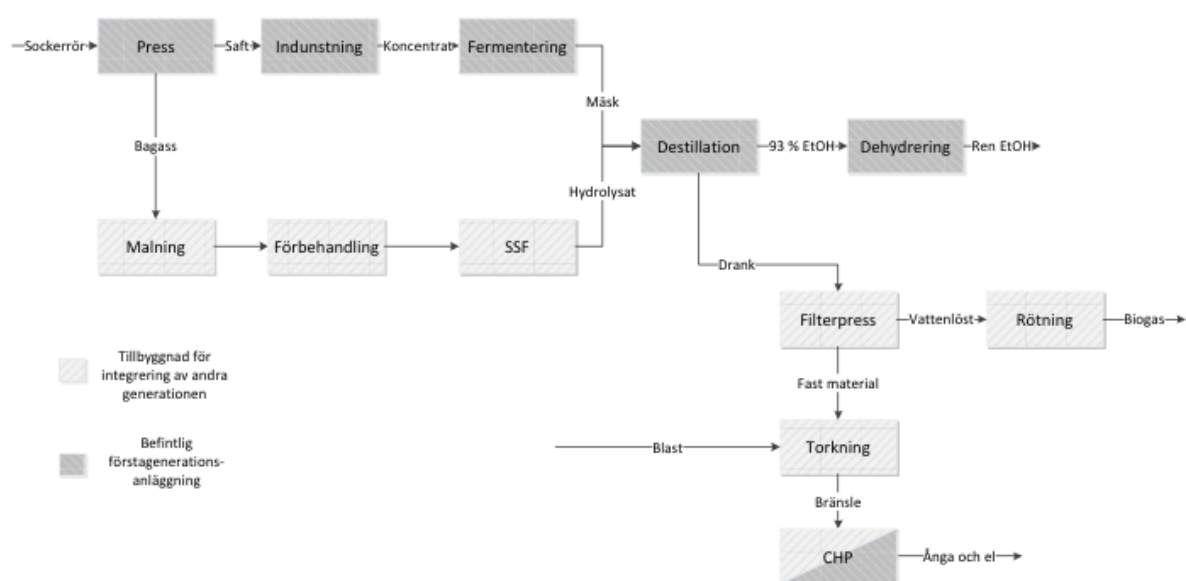 Sockerrör
Press
Saft
Indunstning
Koncentrat
Fermentering
Mäsk
Bagass
Destillation
93 % EtOH
Dehydrering
Ren EtOH
Hydrolysat
Malning
Förbehandling
SSF
Drank
Filterpress
Vattenlöst
Rötning
Biogas
Tillbyggnad för
integrering av andra
generationen
Fast material
Befintlig
förstagenerations-
anläggning
Blast
Torkning
Bränsle
CHP
Ånga och el